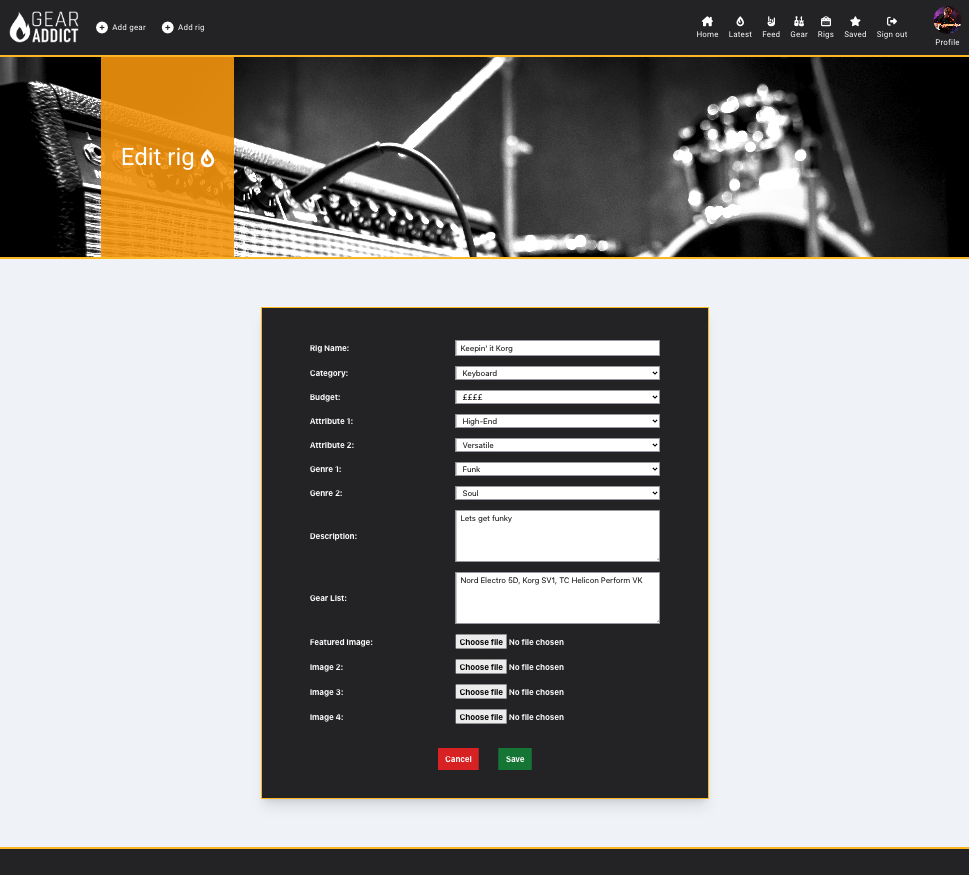 GEAR
ADDICT
Add gear
Add rig
Home
Latest
Feed
Gear
Rigs
Saved
Sign out
Profile
Edit rig
Rig Name:
Keepin' it Korg
Category:
Keyboard
Budget:
££££
Attribute 1:
High-End
Attribute 2:
Versatile
Genre 1:
Funk
Genre 2:
Soul
Description:
Lets get funky
Gear List:
Nord Electro 5D, Korg SV1, TC Helicon Perform VK
Featured Image:
Choose file No file chosen
Image 2:
Choose file No file chosen
Image 3:
Choose file No file chosen
Image 4:
Choose file No file chosen
Cancel
Save